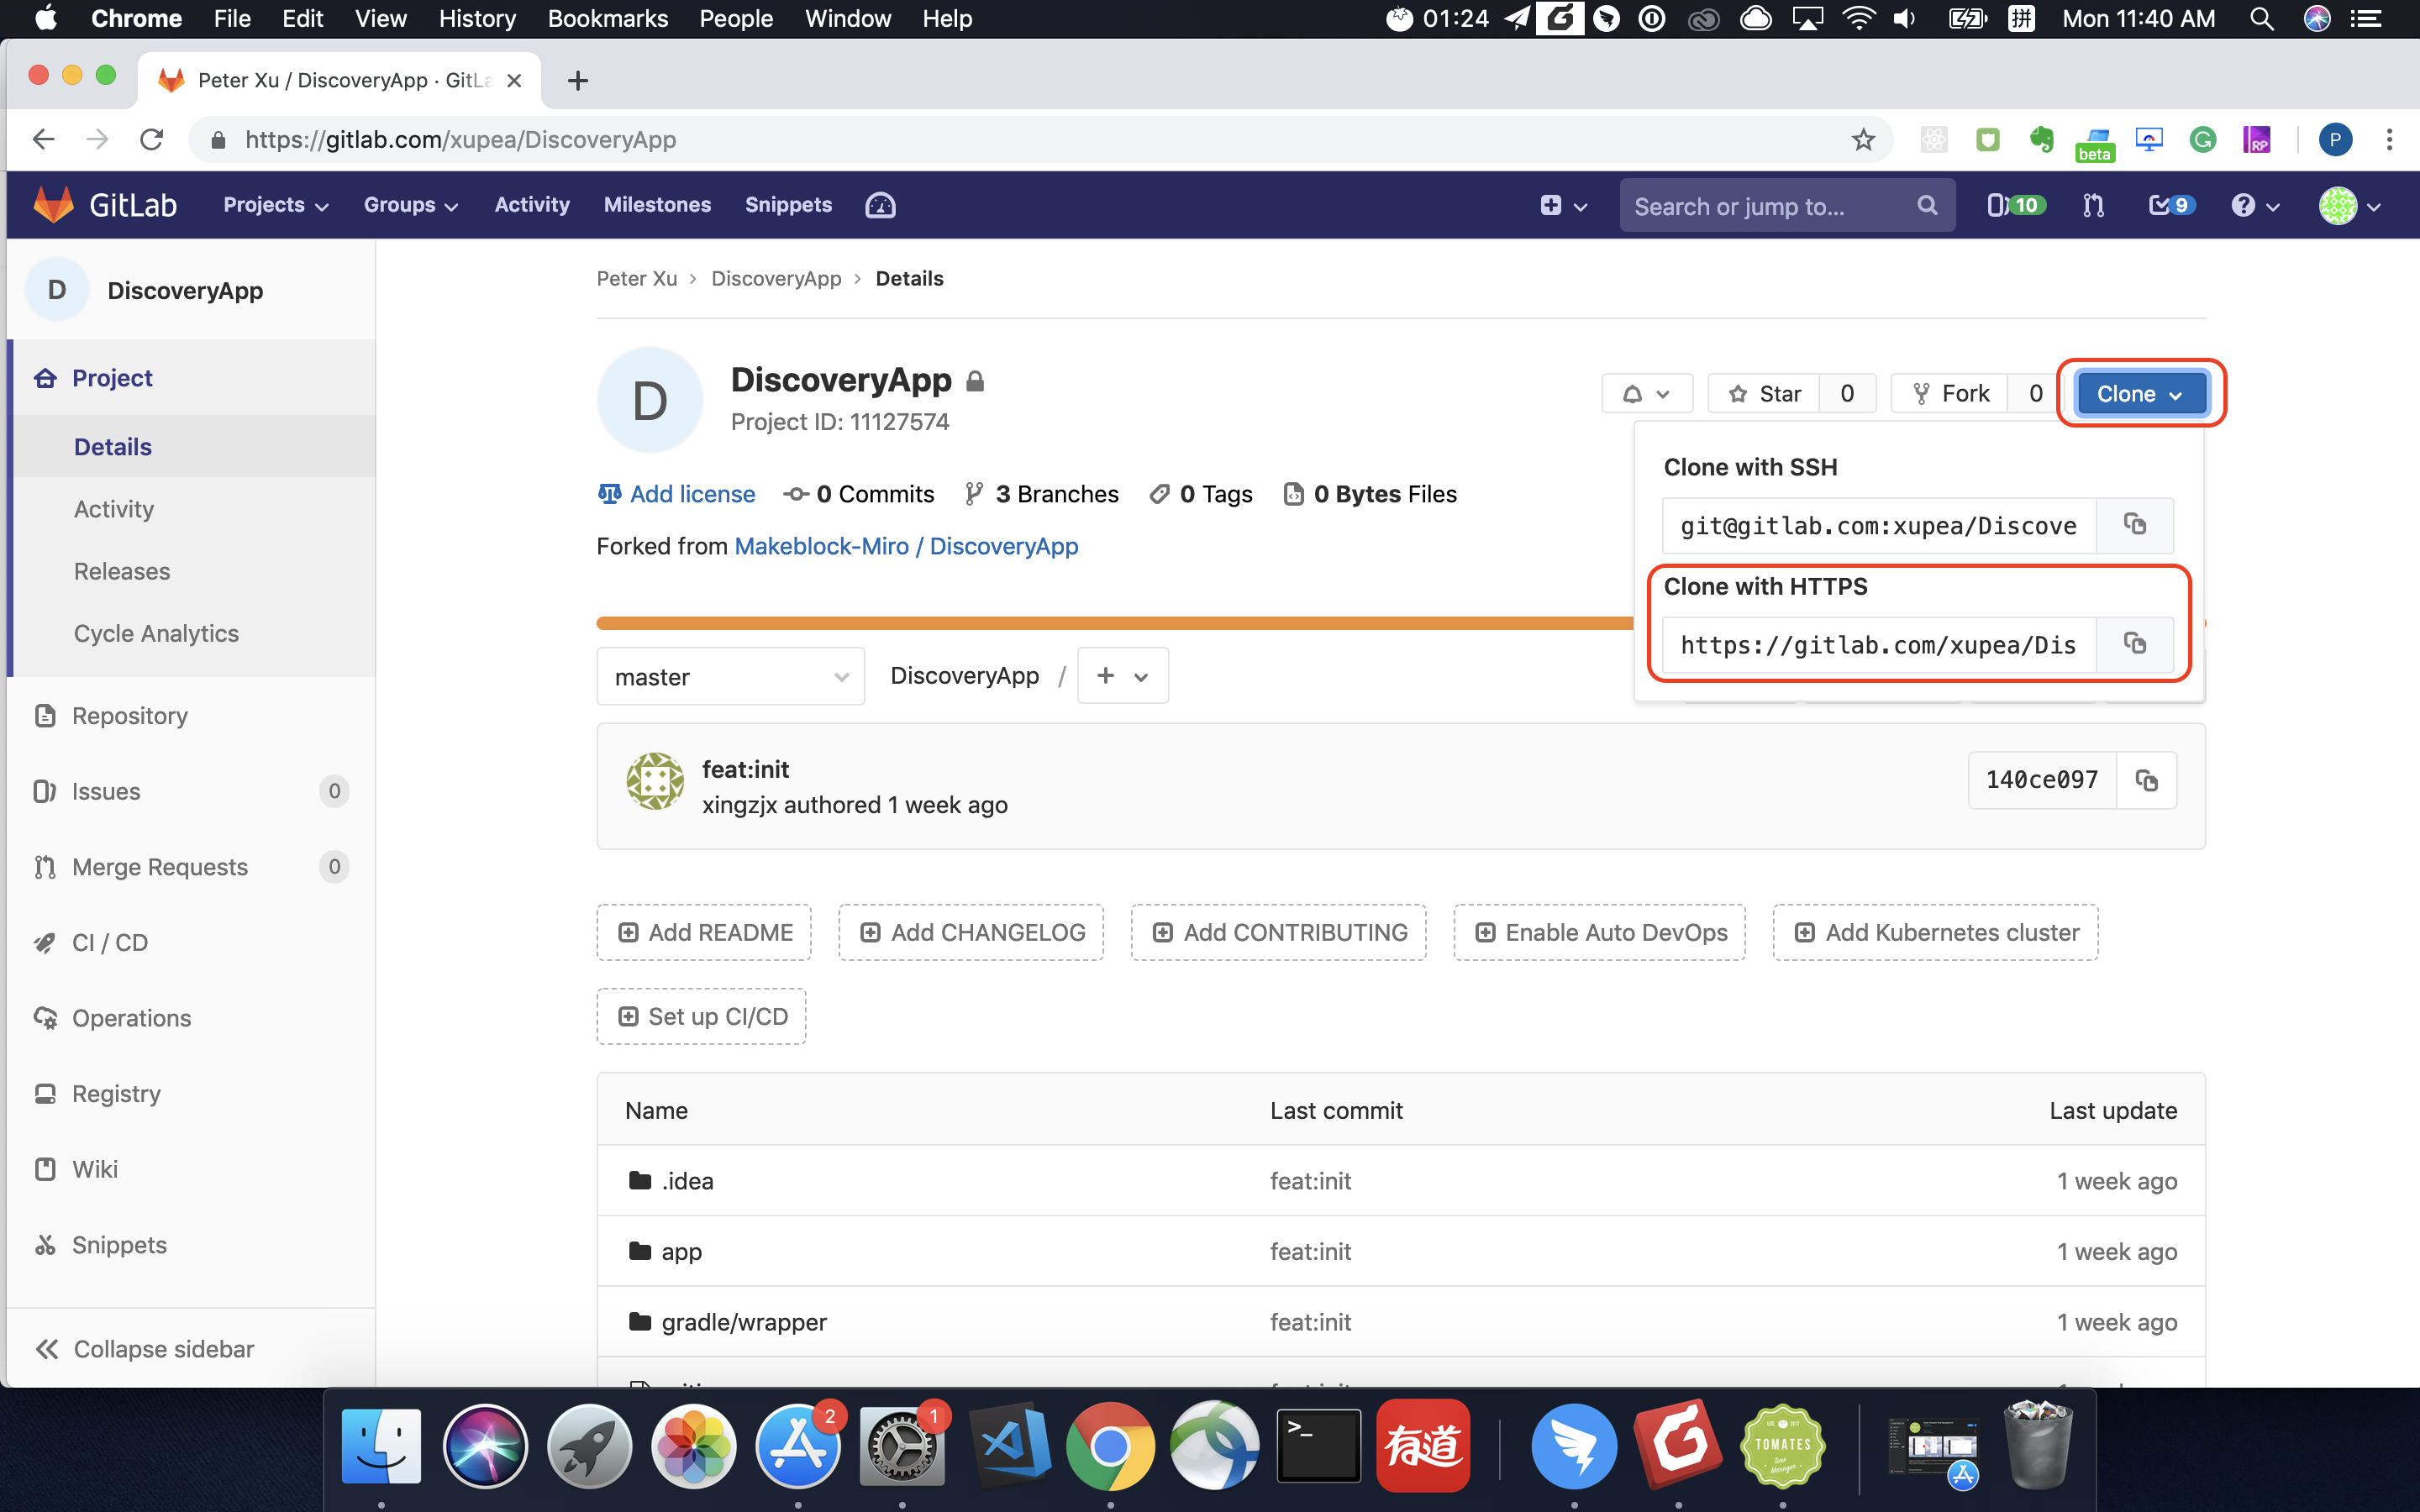 Chrome File Edit View History Bookmarks People Window Help 01:24 拼 Mon 11:40 AM
Peter Xu / DiscoveryApp · GitLa
https://gitlab.com/xupea/DiscoveryApp beta RP P
GitLab Projects Groups Activity Milestones Snippets Search or jump to... 10 9
D DiscoveryApp
Peter Xu > DiscoveryApp > Details
Project
Details
Activity
Releases
Cycle Analytics
Repository
Issues 0
Merge Requests 0
CI / CD
Operations
Registry
Wiki
Snippets
Collapse sidebar
D
DiscoveryApp
Project ID: 11127574
Star 0 Fork 0 Clone
Add license 0 Commits 3 Branches 0 Tags 0 Bytes Files
Forked from Makeblock-Miro / DiscoveryApp
Clone with SSH
git@gitlab.com:xupea/Discove
Clone with HTTPS
https://gitlab.com/xupea/Dis
master DiscoveryApp / +
feat:init
xingzjx authored 1 week ago
140ce097
Add README Add CHANGELOG Add CONTRIBUTING Enable Auto DevOps Add Kubernetes cluster
Set up CI/CD
Name Last commit Last update
.idea feat:init 1 week ago
app feat:init 1 week ago
gradle/wrapper feat:init 1 week ago
2 1 >_ 有道 TOMATES